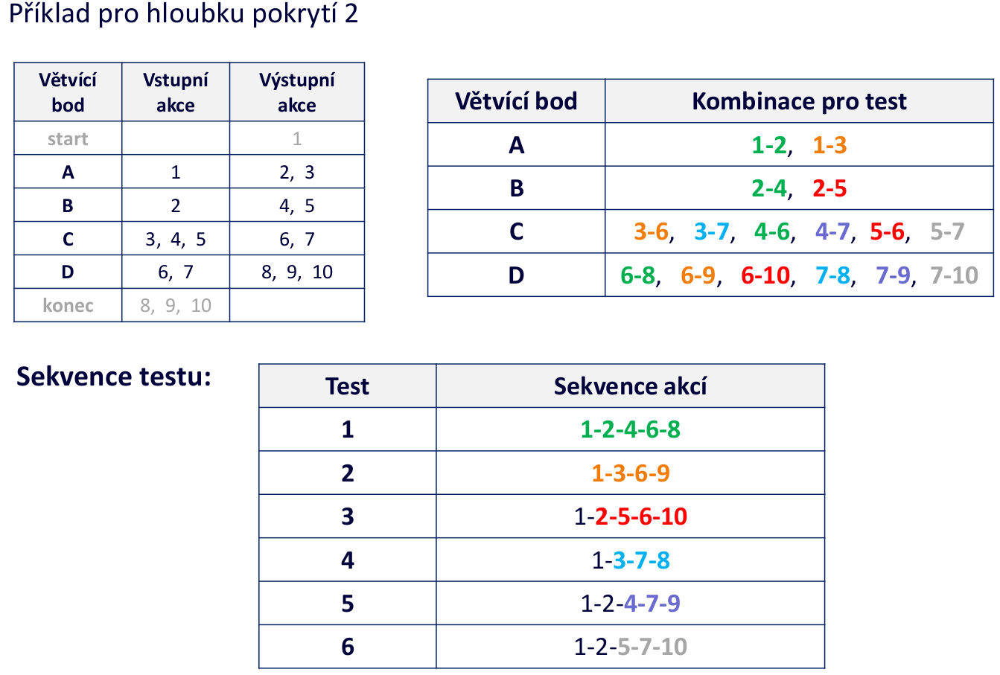 Příklad pro hloubku pokrytí 2
Větvící bod Vstupní akce Výstupní akce
start 1
A 1 2, 3
B 2 4, 5
C 3, 4, 5 6, 7
D 6, 7 8, 9, 10
konec 8, 9, 10
Větvící bod Kombinace pro test
A 1-2, 1-3
B 2-4, 2-5
C 3-6, 3-7, 4-6, 4-7, 5-6, 5-7
D 6-8, 6-9, 6-10, 7-8, 7-9, 7-10
Sekvence testu:
Test Sekvence akcí
1 1-2-4-6-8
2 1-3-6-9
3 1-2-5-6-10
4 1-3-7-8
5 1-2-4-7-9
6 1-2-5-7-10